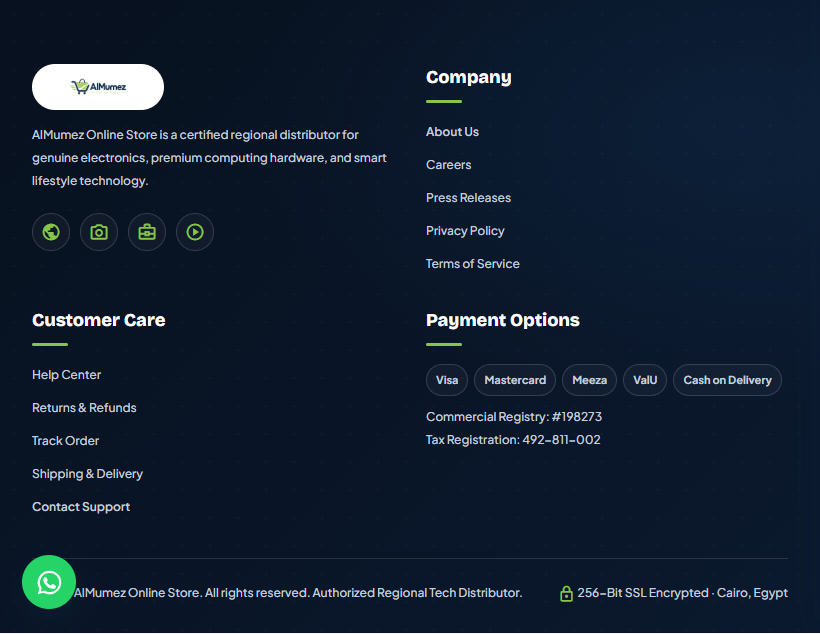 AlMumez
AlMumez Online Store is a certified regional distributor for
genuine electronics, premium computing hardware, and smart
lifestyle technology.
Company
About Us
Careers
Press Releases
Privacy Policy
Terms of Service
Customer Care
Help Center
Returns & Refunds
Track Order
Shipping & Delivery
Contact Support
Payment Options
Visa Mastercard Meeza ValU Cash on Delivery
Commercial Registry: #198273
Tax Registration: 492-811-002
AlMumez Online Store. All rights reserved. Authorized Regional Tech Distributor.
256-Bit SSL Encrypted · Cairo, Egypt